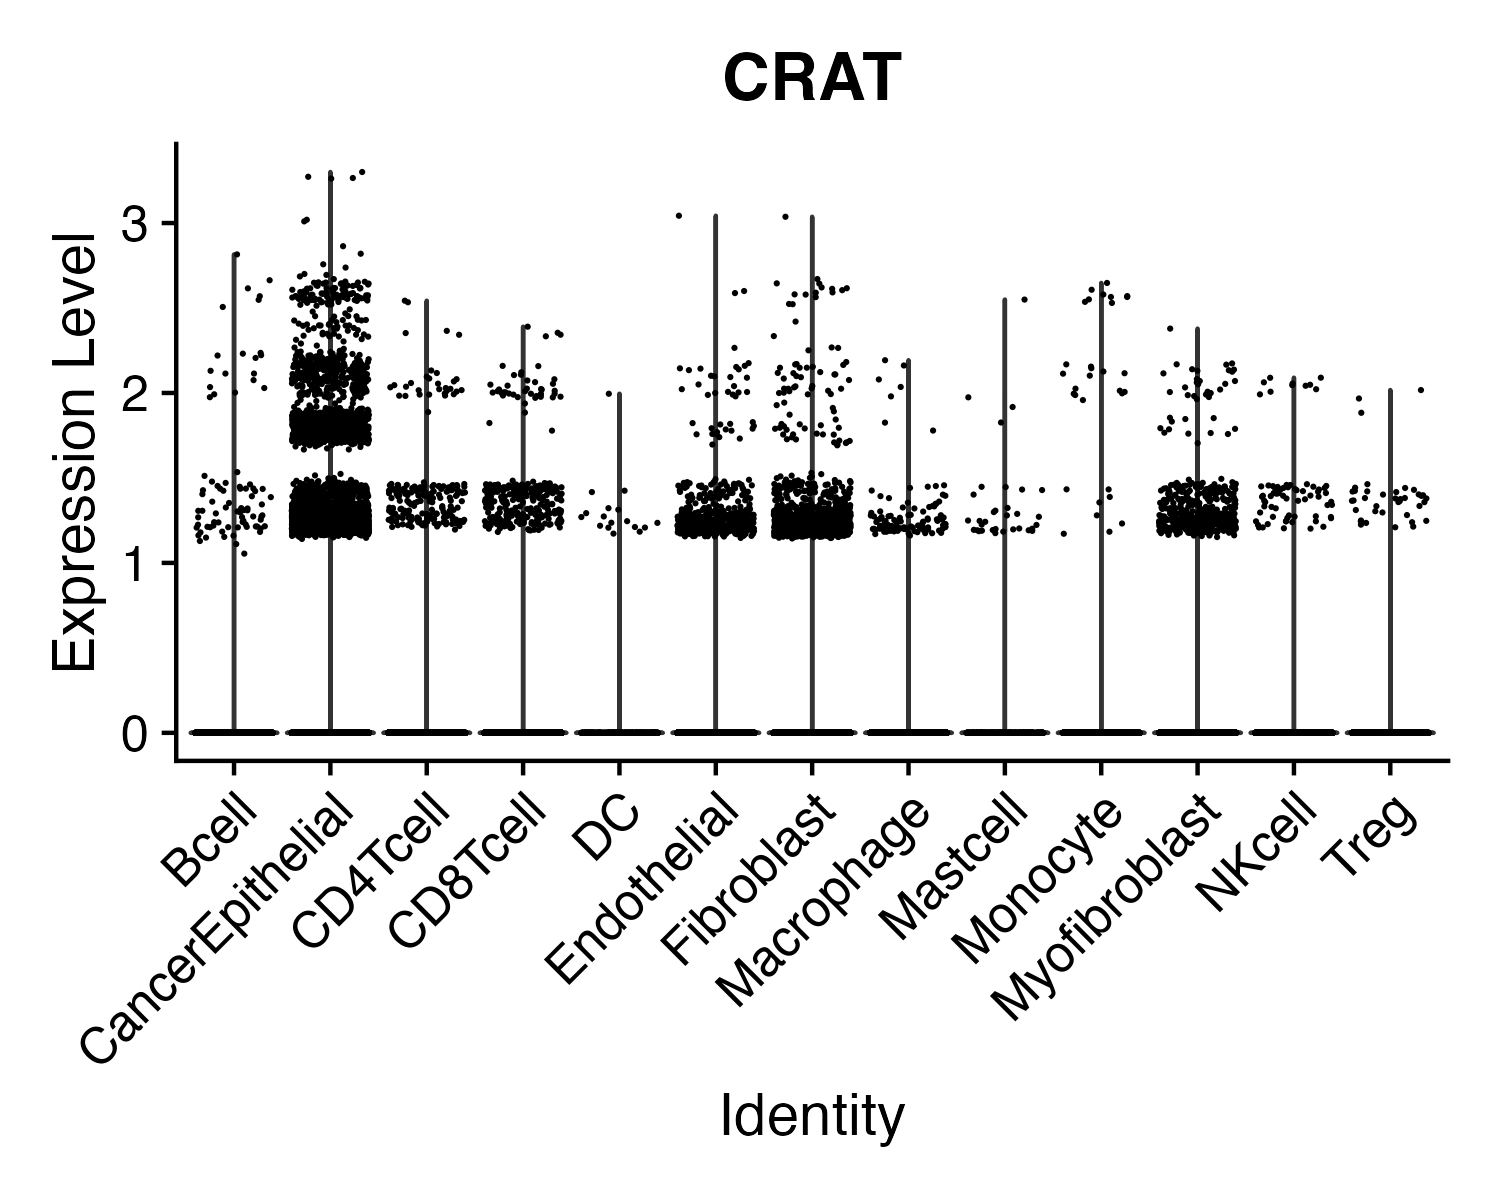 CRAT
Expression Level
3
2
1
0
Bcell
CancerEpithelial
CD4Tcell
CD8Tcell
DC
Endothelial
Fibroblast
Macrophage
Mastcell
Monocyte
Myofibroblast
NKcell
Treg
Identity